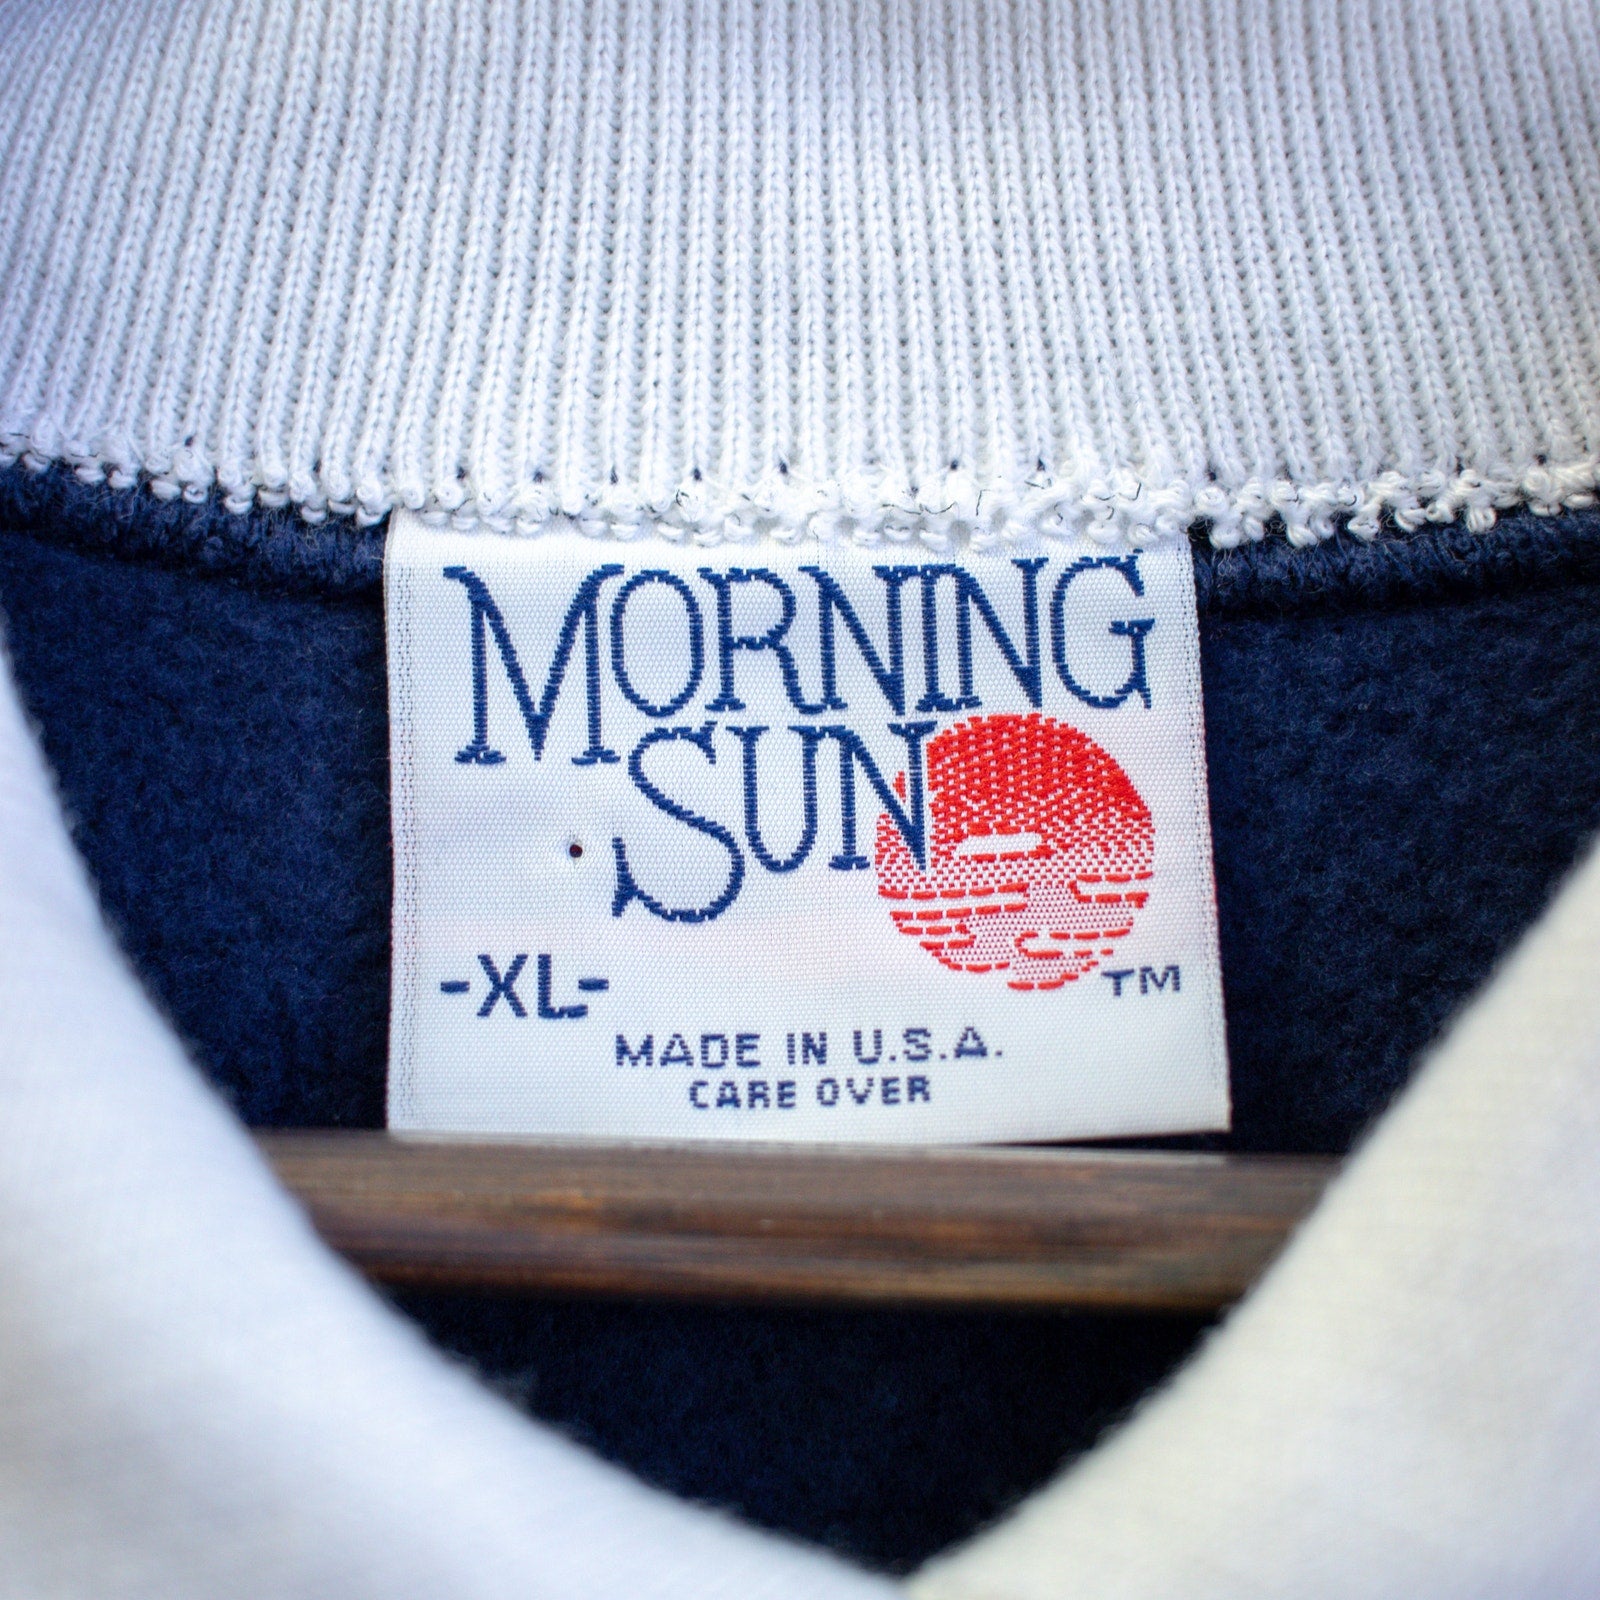 MORNING
SUN
TM
-XL-
MADE IN U.S.A.
CARE OVER